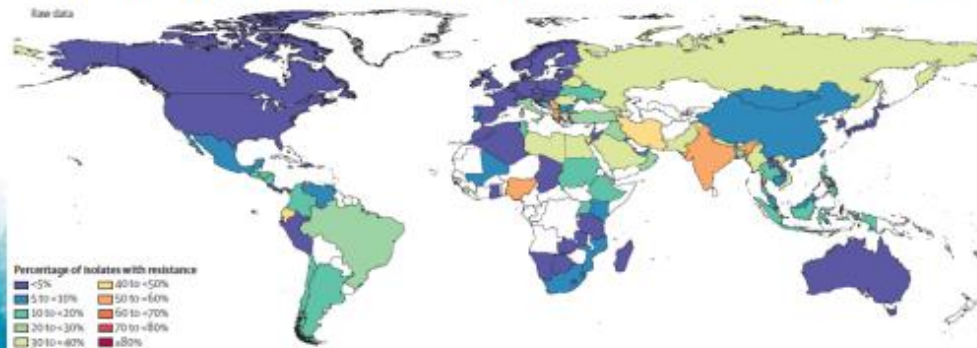 Raw data
Percentage of isolates with resistance
<5%
5 to <10%
10 to <20%
20 to <30%
30 to <40%
40 to <50%
50 to <60%
60 to <70%
70 to <80%
≥80%